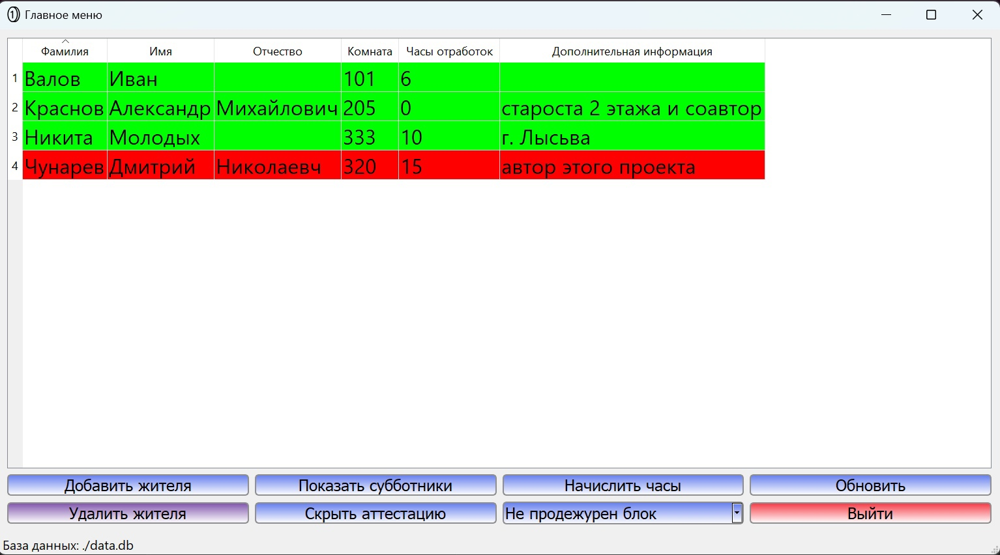 Главное меню
Фамилия Имя Отчество Комната Часы отработок Дополнительная информация
1 Валов Иван 101 6
2 Краснов Александр Михайлович 205 0 староста 2 этажа и соавтор
3 Никита Молодых 333 10 г. Лысьва
4 Чунарев Дмитрий Николаевч 320 15 автор этого проекта
Добавить жителя Показать субботники Начислить часы Обновить
Удалить жителя Скрыть аттестацию Не продежурен блок Выйти
База данных: ./data.db